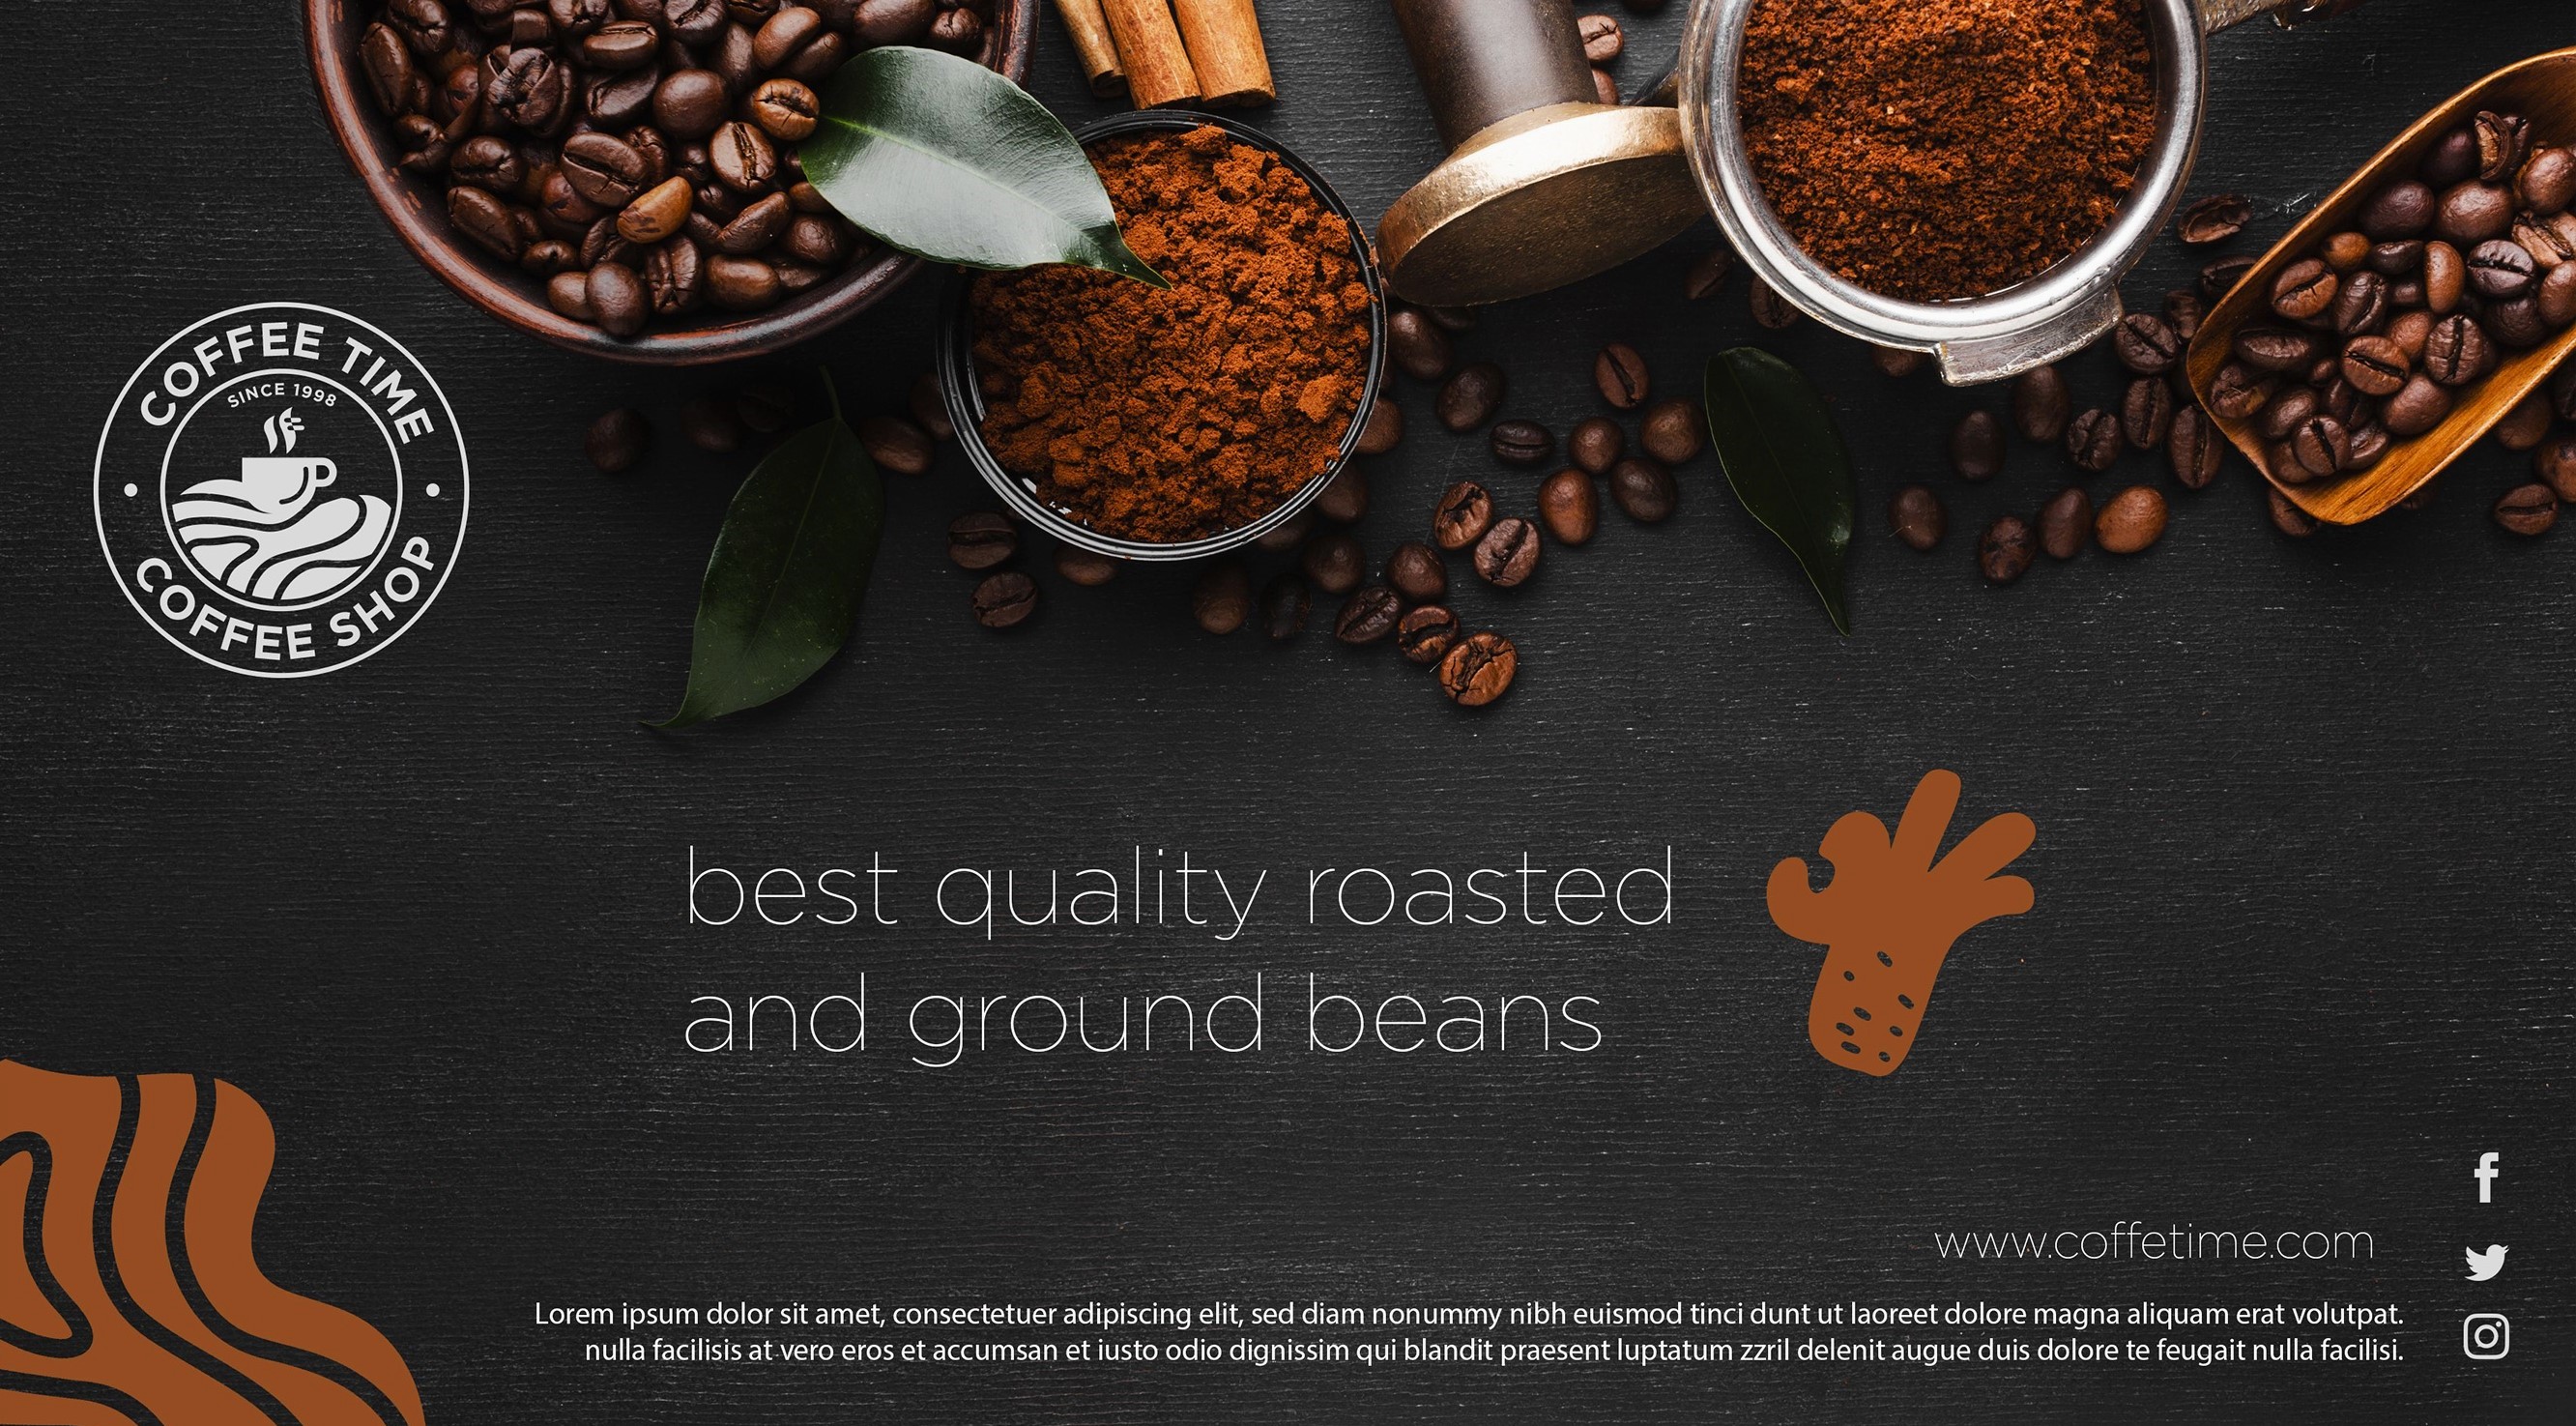 COFFEE TIME
SINCE 1998
COFFEE SHOP
best quality roasted
and ground beans
www.coffetime.com
Lorem ipsum dolor sit amet, consectetuer adipiscing elit, sed diam nonummy nibh euismod tinci dunt ut laoreet dolore magna aliquam erat volutpat.
nulla facilisis at vero eros et accumsan et iusto odio dignissim qui blandit praesent luptatum zzril delenit augue duis dolore te feugait nulla facilisi.